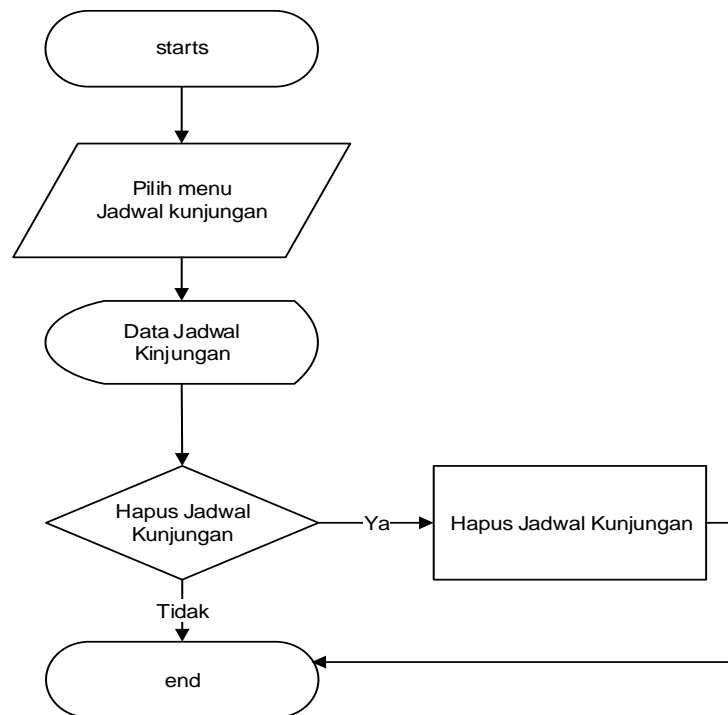 starts
Pilih menu
Jadwal kunjungan
Data Jadwal
Kinjungan
Hapus Jadwal
Kunjungan
Ya
Hapus Jadwal Kunjungan
Tidak
end